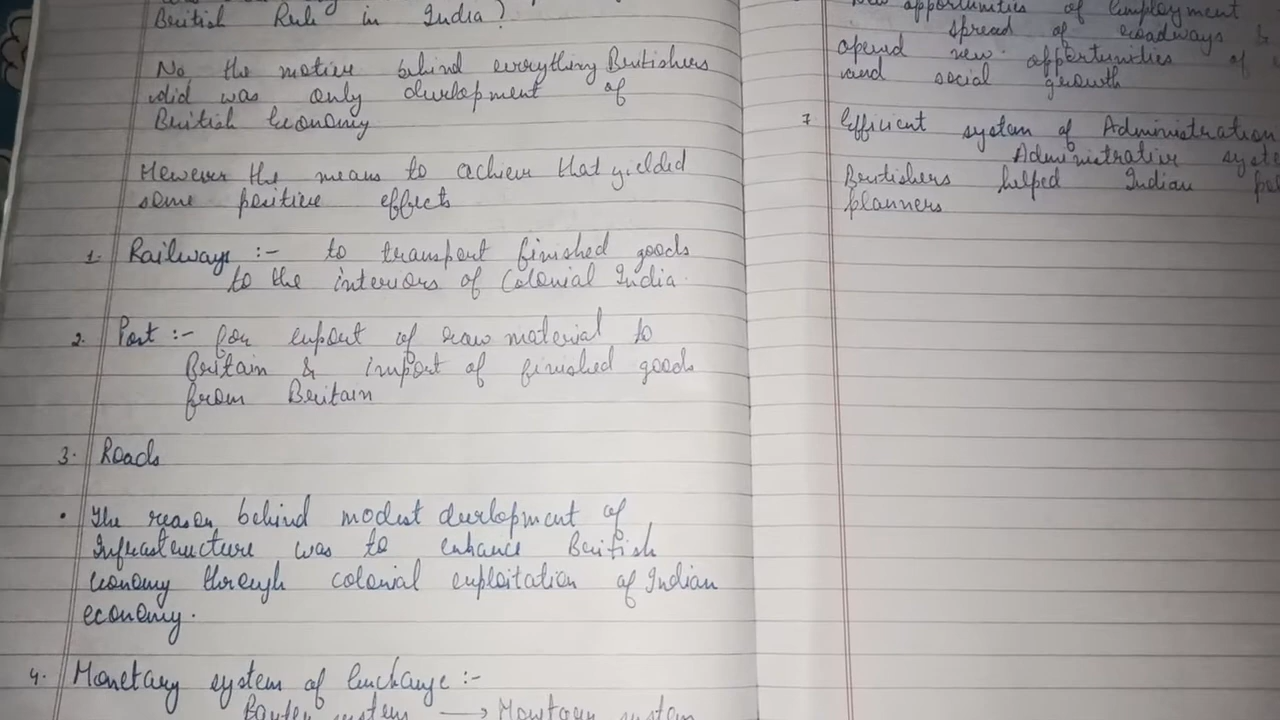 British Rule in India?
No the motive behind everything Britishers
did was only development of
British Economy
However the means to achieve that yielded
some positive effects
1. Railways :- to transport finished goods
to the interiors of Colonial India.
2. Port :- for export of raw material to
Britain & import of finished goods
from Britain
3. Roads
• The reason behind modest development of
Infrastructure was to enhance British
economy through colonial exploitation of Indian
economy.
4. Monetary system of Exchange :-
Barter system → Monetary system
opportunities of Employment
spread of roadways &
opened new opportunities of
and social growth
7 Efficient system of Administration
Administrative
Britishers helped Indian
planners